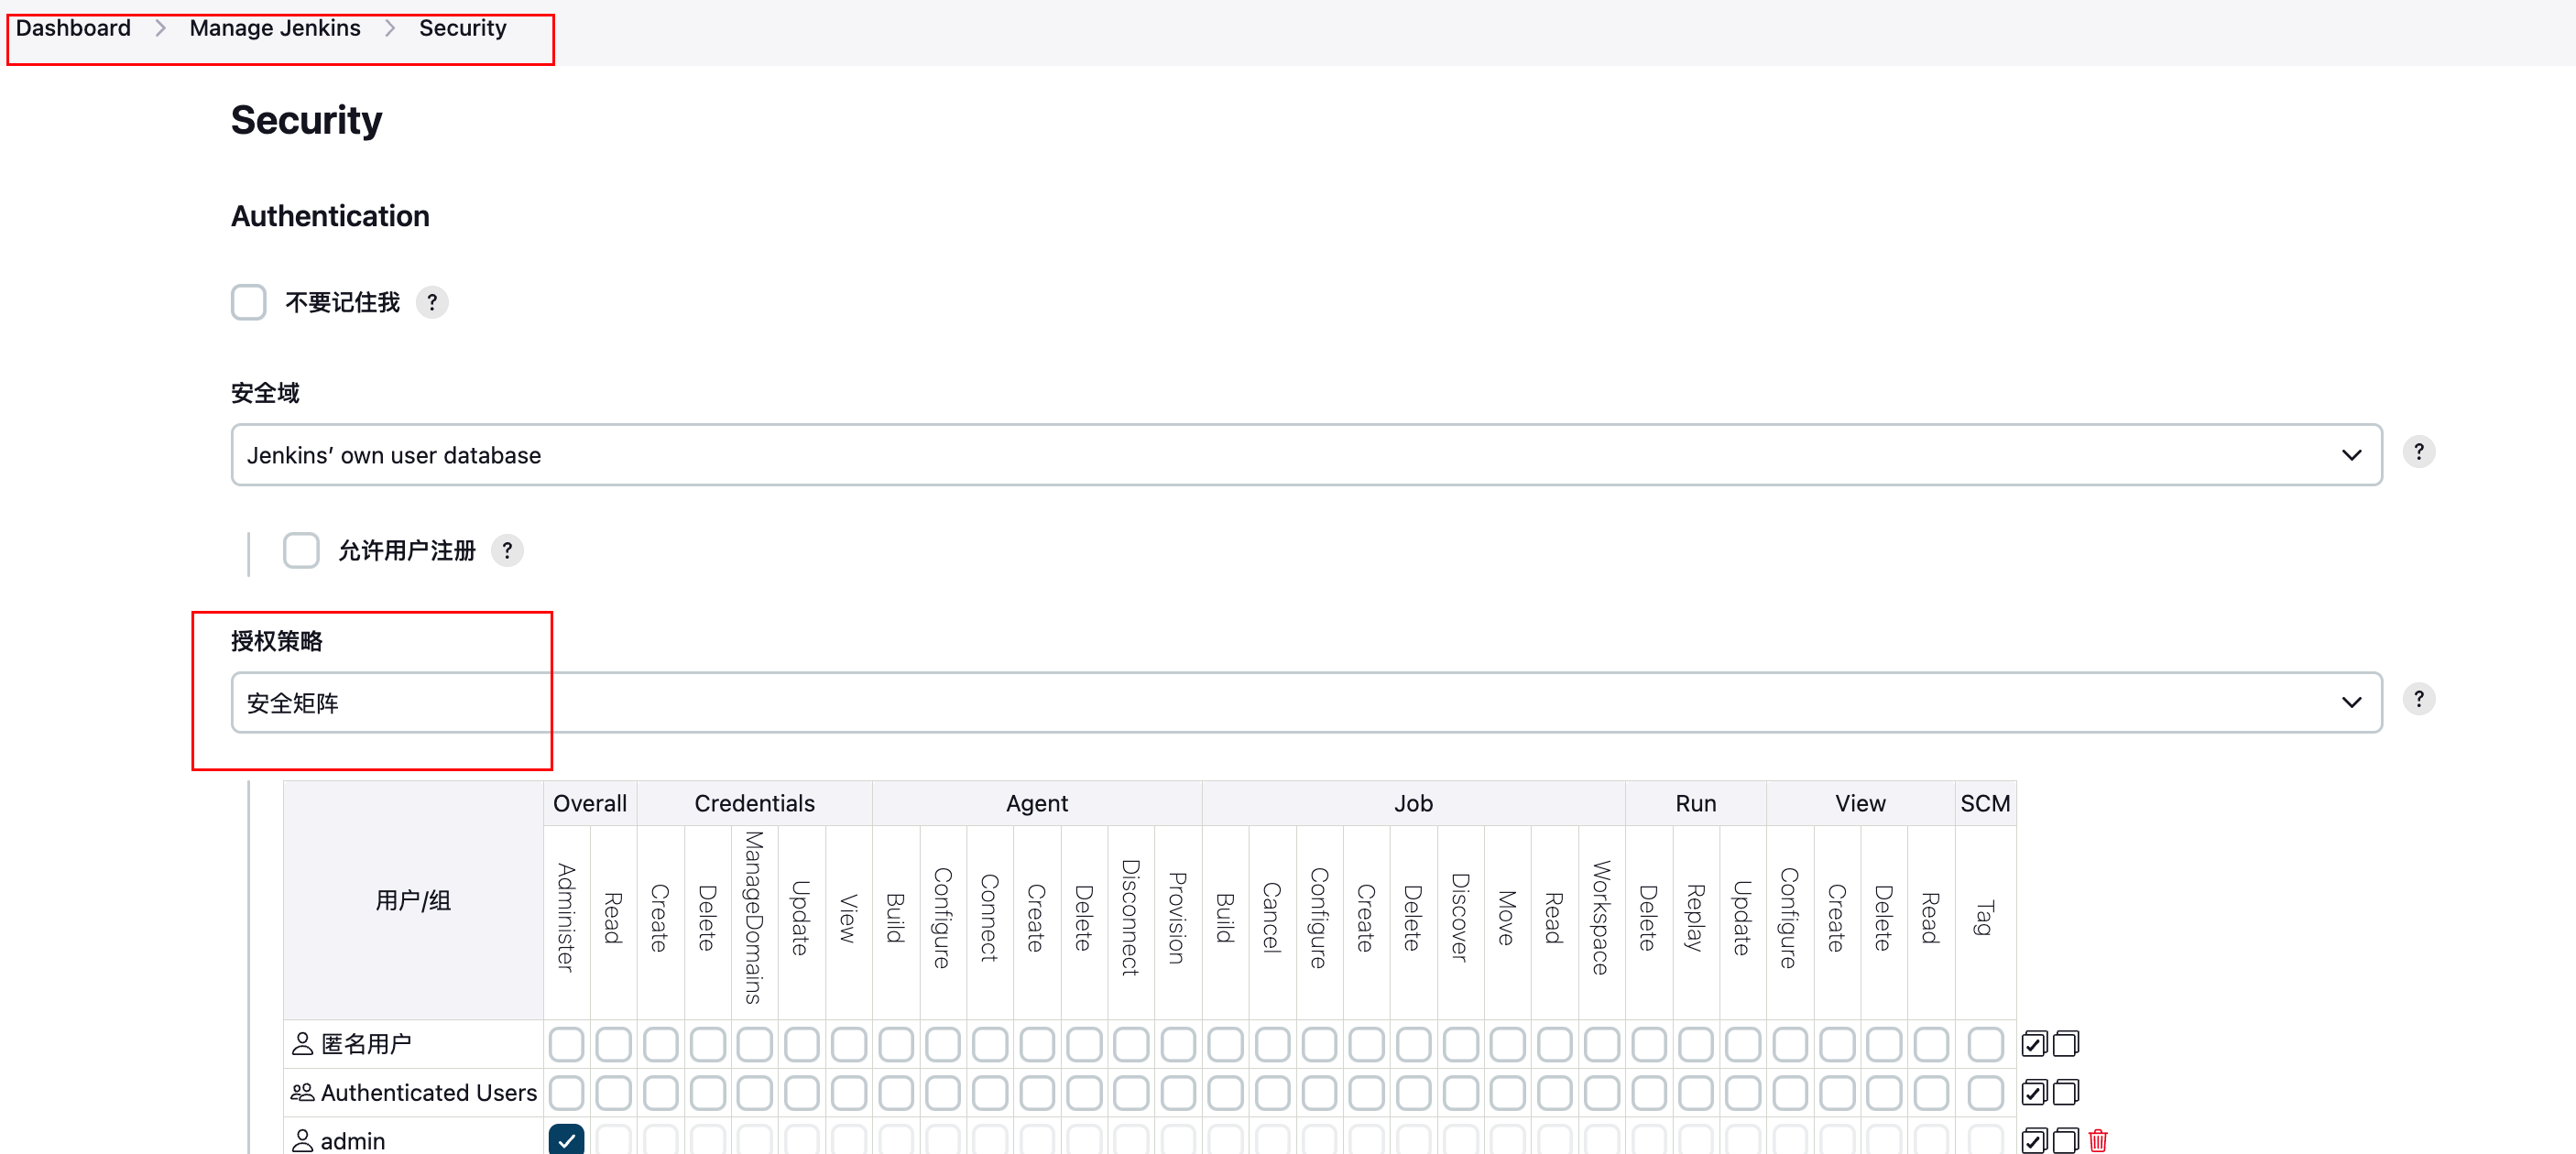 Dashboard > Manage Jenkins > Security
Security
Authentication
不要记住我 ?
安全域
Jenkins’ own user database
?
允许用户注册 ?
授权策略
安全矩阵
?
用户/组 Overall Credentials Agent Job Run View SCM
Administer Read Create Delete ManageDomains Update View Build Configure Connect Create Delete Disconnect Provision Build Cancel Configure Create Delete Discover Move Read Workspace Delete Replay Update Configure Create Delete Read Tag
匿名用户
Authenticated Users
admin